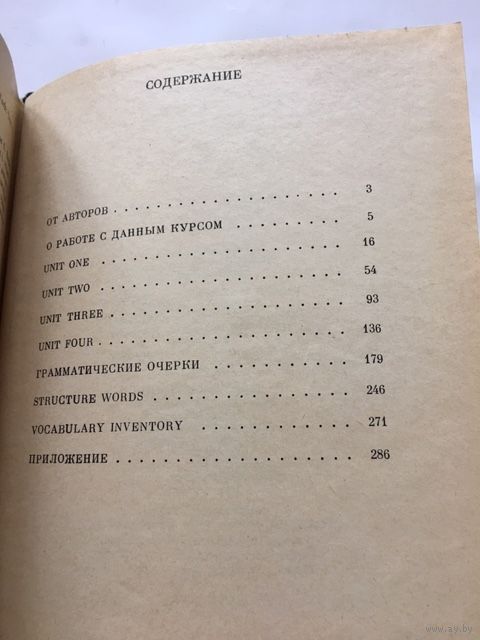 СОДЕРЖАНИЕ
ОТ АВТОРОВ . . . . . . . . . . . . . . . . . . 3
О РАБОТЕ С ДАННЫМ КУРСОМ . . . . . . . . 5
UNIT ONE . . . . . . . . . . . . . . . . . . . 16
UNIT TWO . . . . . . . . . . . . . . . . . . . 54
UNIT THREE . . . . . . . . . . . . . . . . . . 93
UNIT FOUR . . . . . . . . . . . . . . . . . . . 136
ГРАММАТИЧЕСКИЕ ОЧЕРКИ . . . . . . . . . . 179
STRUCTURE WORDS . . . . . . . . . . . . . . . 246
VOCABULARY INVENTORY . . . . . . . . . . . . 271
ПРИЛОЖЕНИЕ . . . . . . . . . . . . . . . . . . 286
www.ay.by